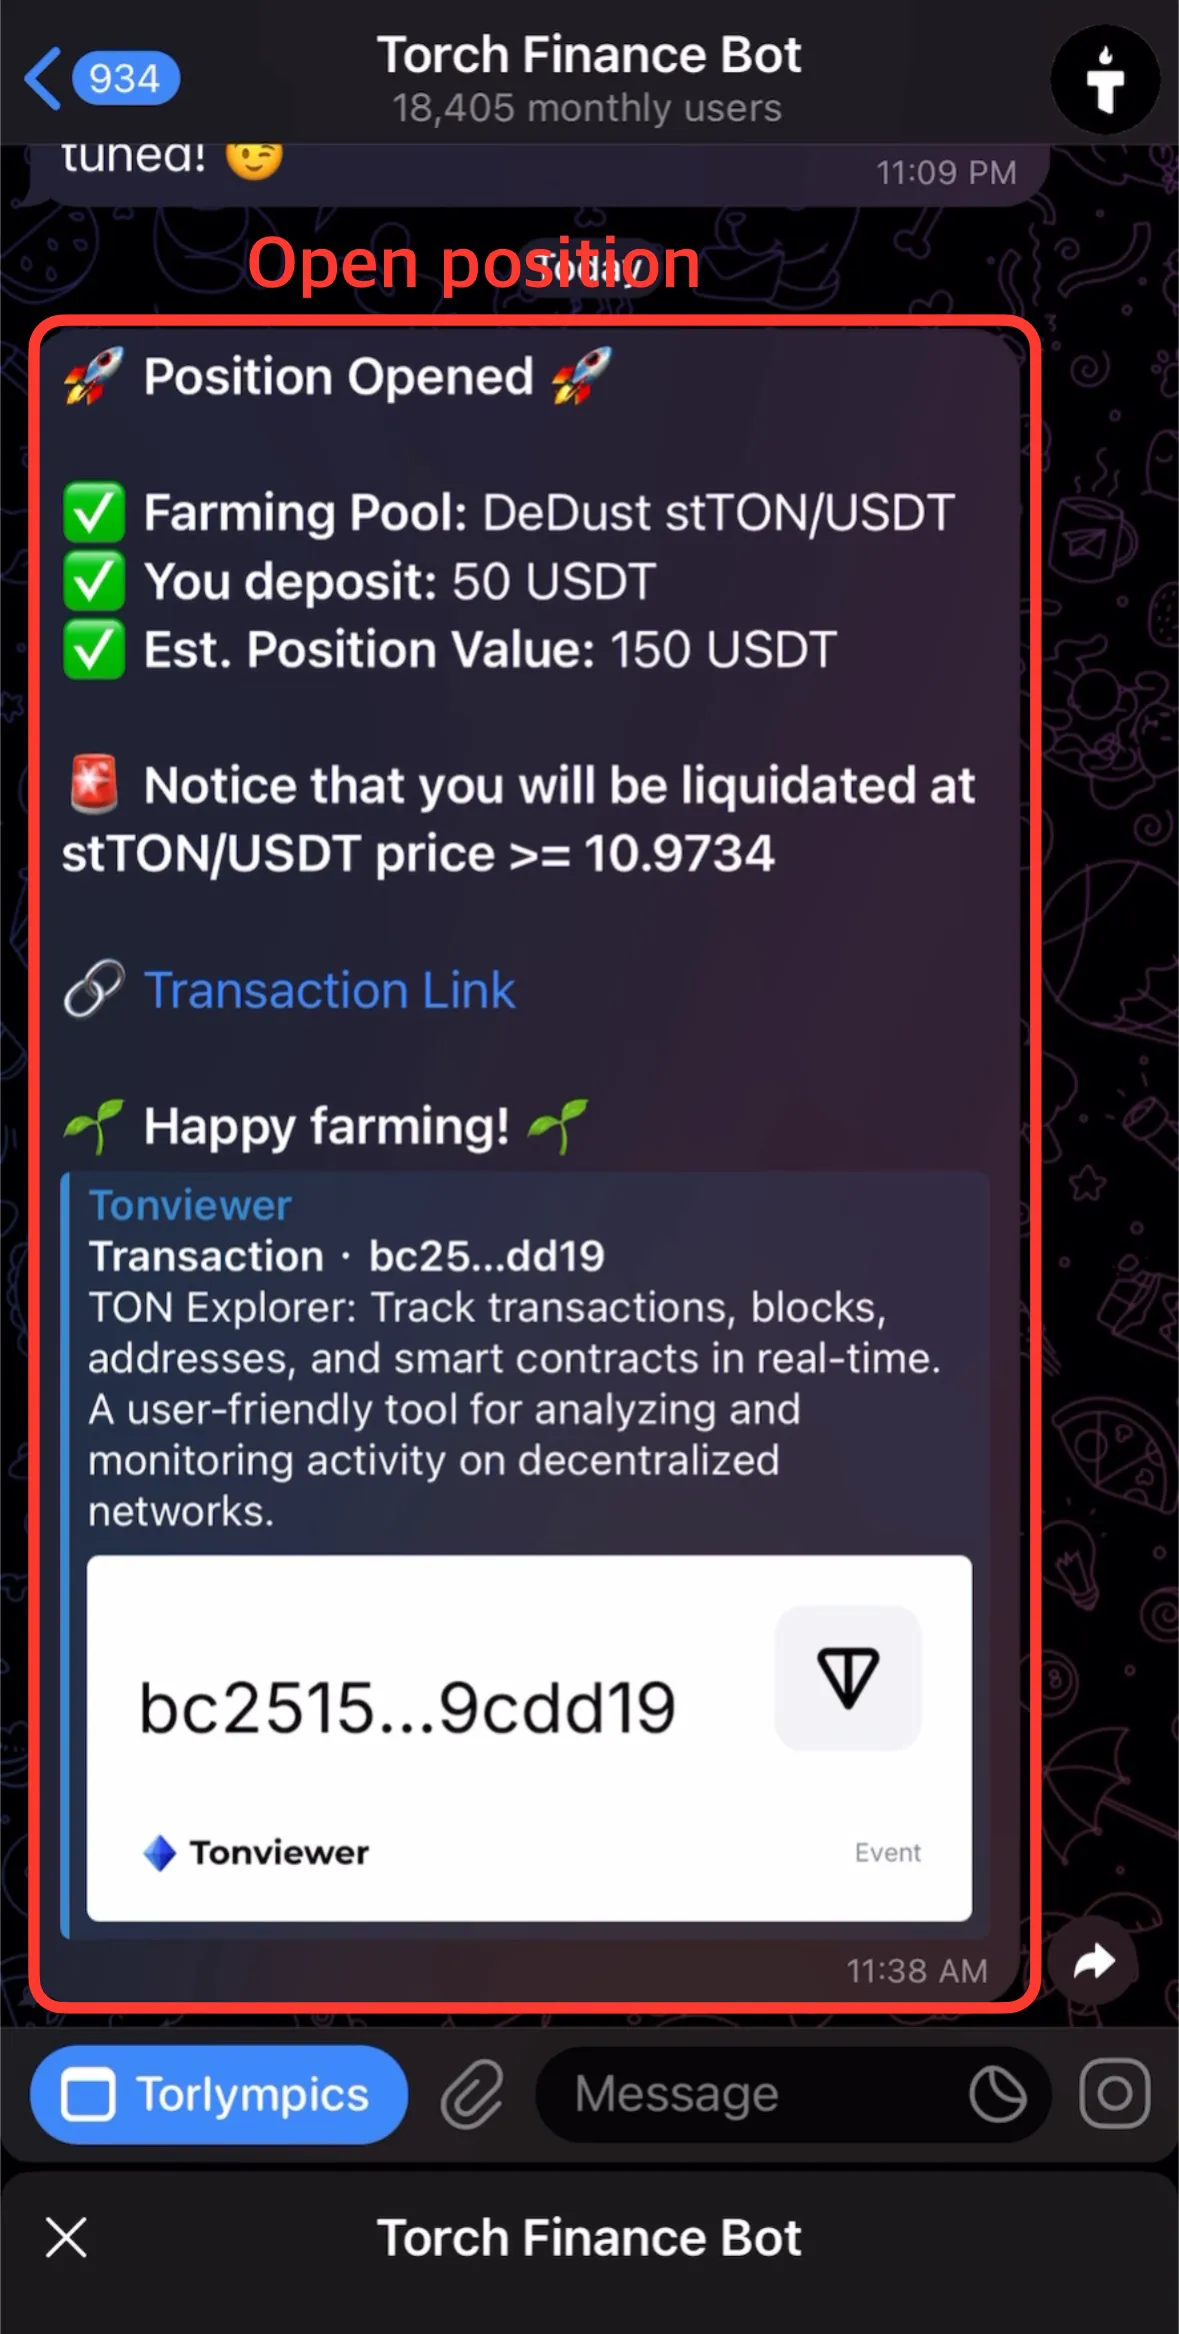 934
Torch Finance Bot
18,405 monthly users
tuned! 😉
11:09 PM
Today
Open position
🚀 Position Opened 🚀
✅ Farming Pool: DeDust stTON/USDT
✅ You deposit: 50 USDT
✅ Est. Position Value: 150 USDT
🚨 Notice that you will be liquidated at
stTON/USDT price >= 10.9734
🔗 Transaction Link
🌱 Happy farming! 🌱
Tonviewer
Transaction · bc25...dd19
TON Explorer: Track transactions, blocks,
addresses, and smart contracts in real-time.
A user-friendly tool for analyzing and
monitoring activity on decentralized
networks.
bc2515...9cdd19
Tonviewer
Event
11:38 AM
Torlympics
Message
Torch Finance Bot